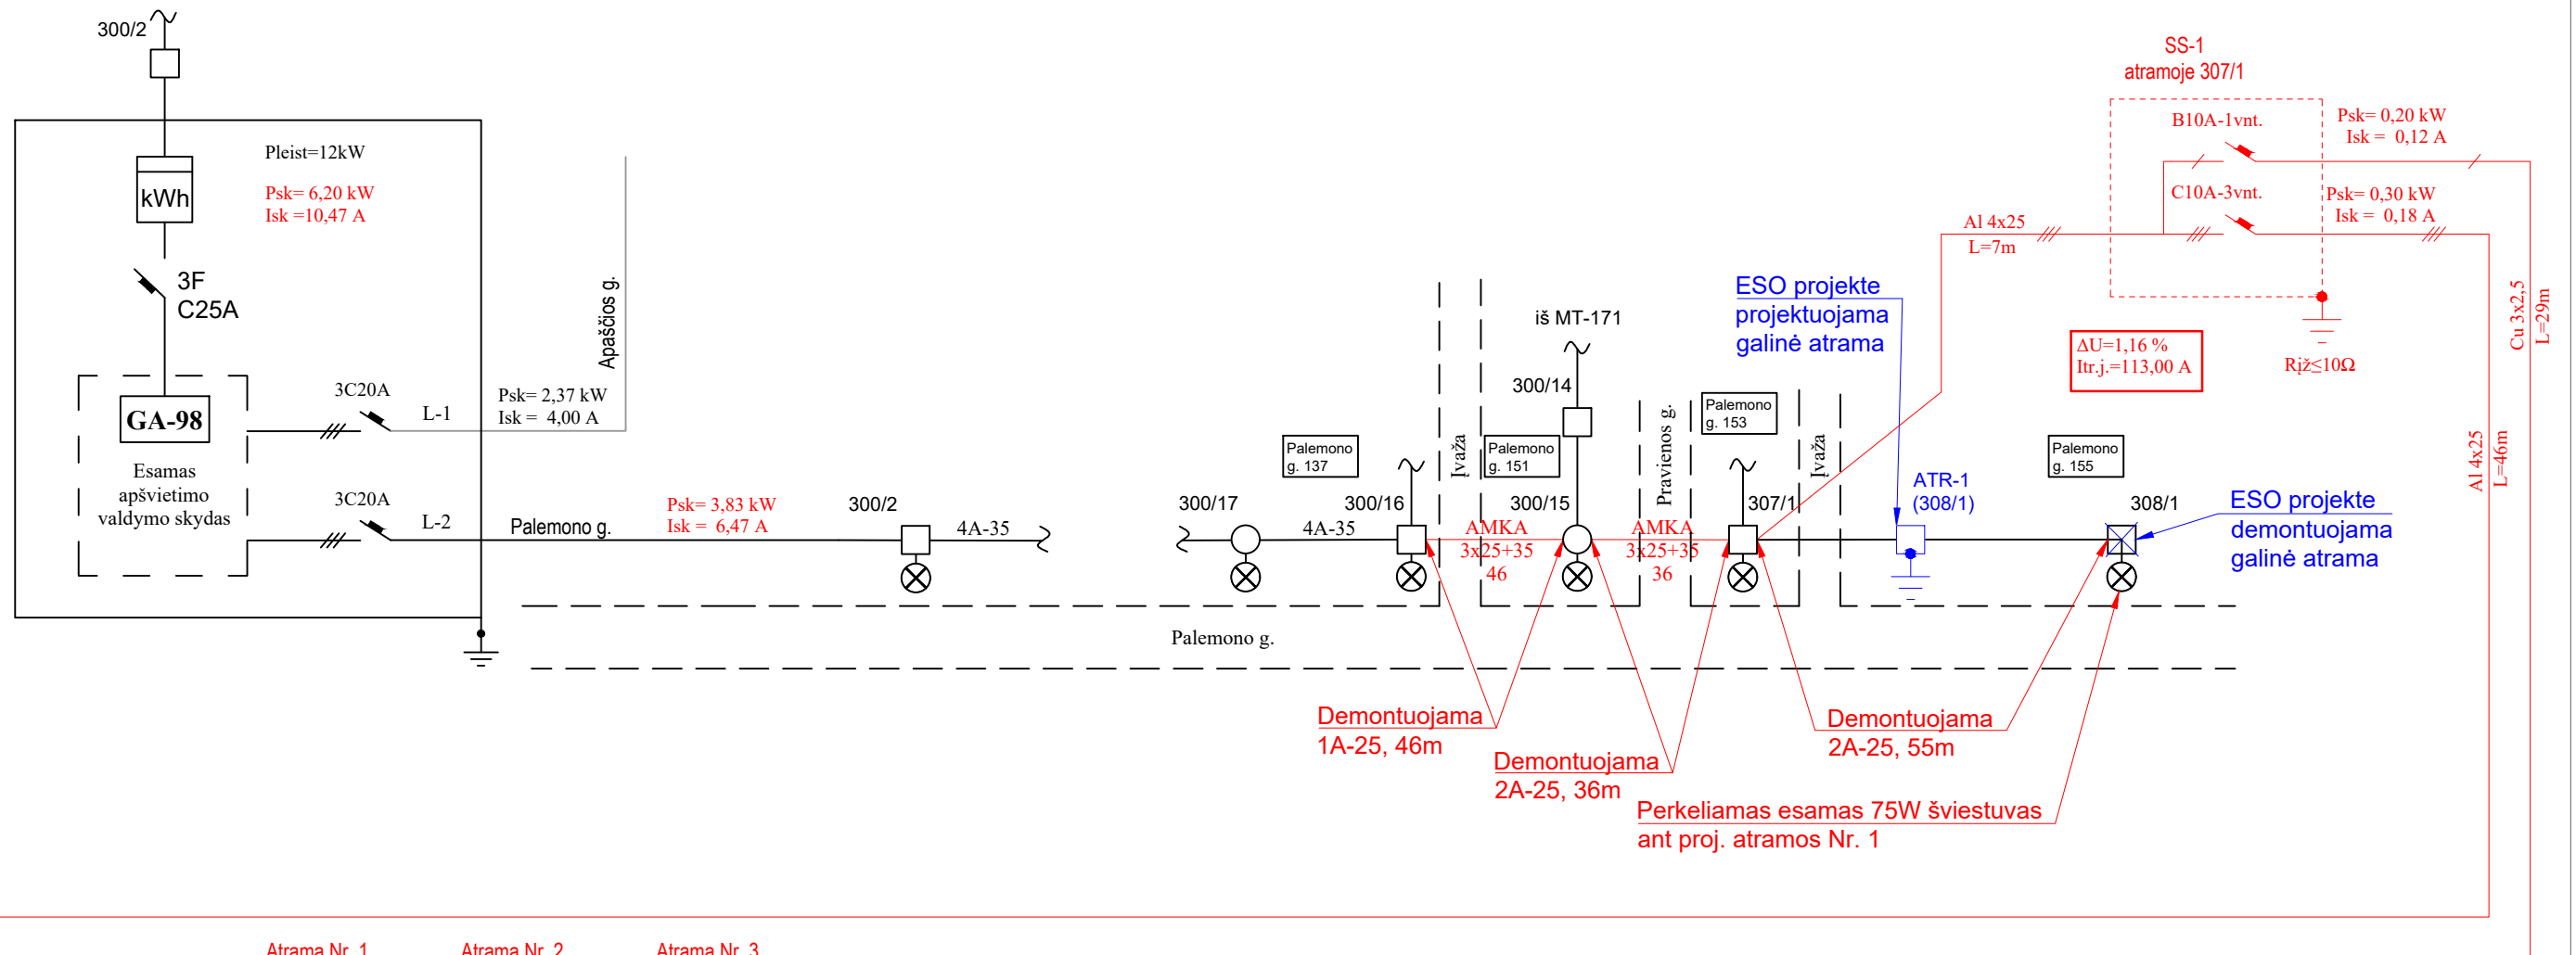 300/2
Pleist=12kW
Psk= 6,20 kW
Isk =10,47 A
kWh
3F
C25A
GA-98
Esamas
apšvietimo
valdymo skydas
3C20A
L-1
Psk= 2,37 kW
Isk = 4,00 A
Apaščios g.
3C20A
L-2
Palemono g.
Psk= 3,83 kW
Isk = 6,47 A
300/2
4A-35
300/17
4A-35
Palemono
g. 137
300/16
Įvaža
AMKA
3x25+35
46
iš MT-171
300/14
Palemono
g. 151
300/15
AMKA
3x25+35
36
Pravienos g.
Palemono
g. 153
307/1
Įvaža
ESO projekte
projektuojama
galinė atrama
ATR-1
(308/1)
Palemono
g. 155
308/1
ESO projekte
demontuojama
galinė atrama
SS-1
atramoje 307/1
B10A-1vnt.
Psk= 0,20 kW
Isk = 0,12 A
C10A-3vnt.
Psk= 0,30 kW
Isk = 0,18 A
Al 4x25
L=7m
ΔU=1,16 %
Itr.j.=113,00 A
Rįž≤10Ω
Cu 3x2,5
L=29m
Al 4x25
L=46m
Palemono g.
Demontuojama
1A-25, 46m
Demontuojama
2A-25, 36m
Demontuojama
2A-25, 55m
Perkeliamas esamas 75W šviestuvas
ant proj. atramos Nr. 1
Atrama Nr. 1
Atrama Nr. 2
Atrama Nr. 3